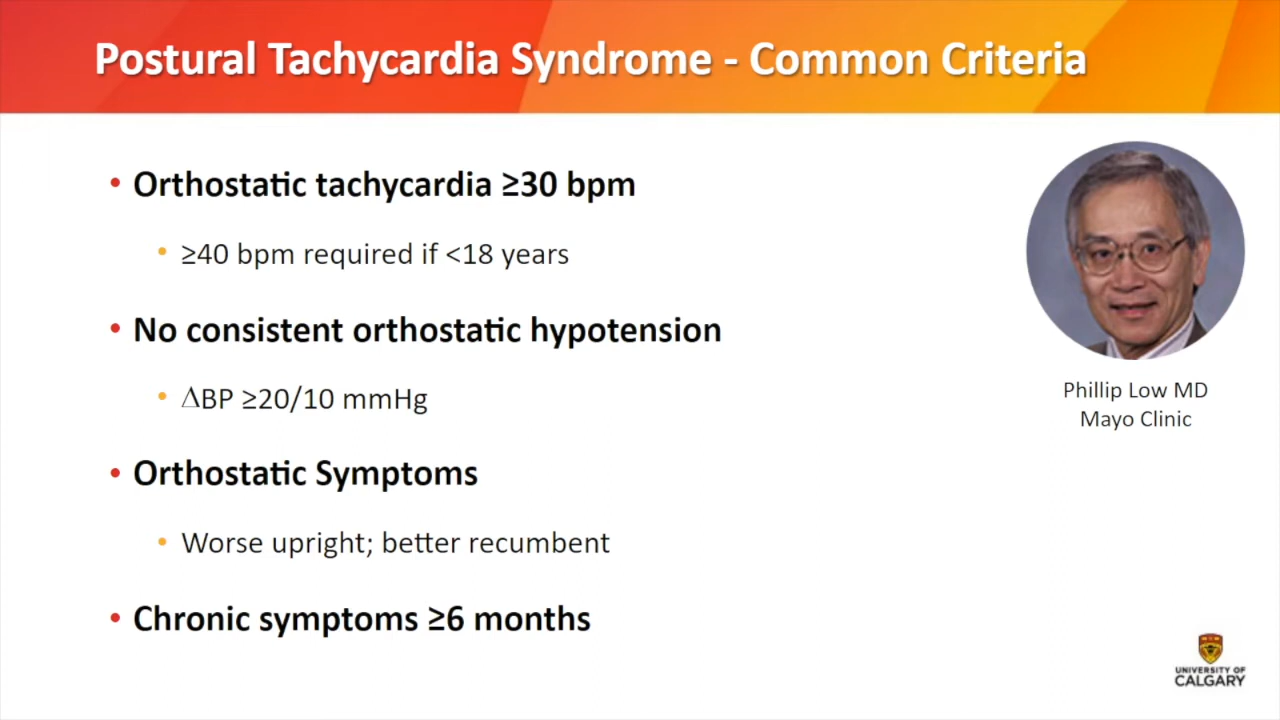 Postural Tachycardia Syndrome - Common Criteria
• Orthostatic tachycardia ≥30 bpm
• ≥40 bpm required if <18 years
• No consistent orthostatic hypotension
• ΔBP ≥20/10 mmHg
• Orthostatic Symptoms
• Worse upright; better recumbent
• Chronic symptoms ≥6 months
Phillip Low MD
Mayo Clinic
UNIVERSITY OF
CALGARY